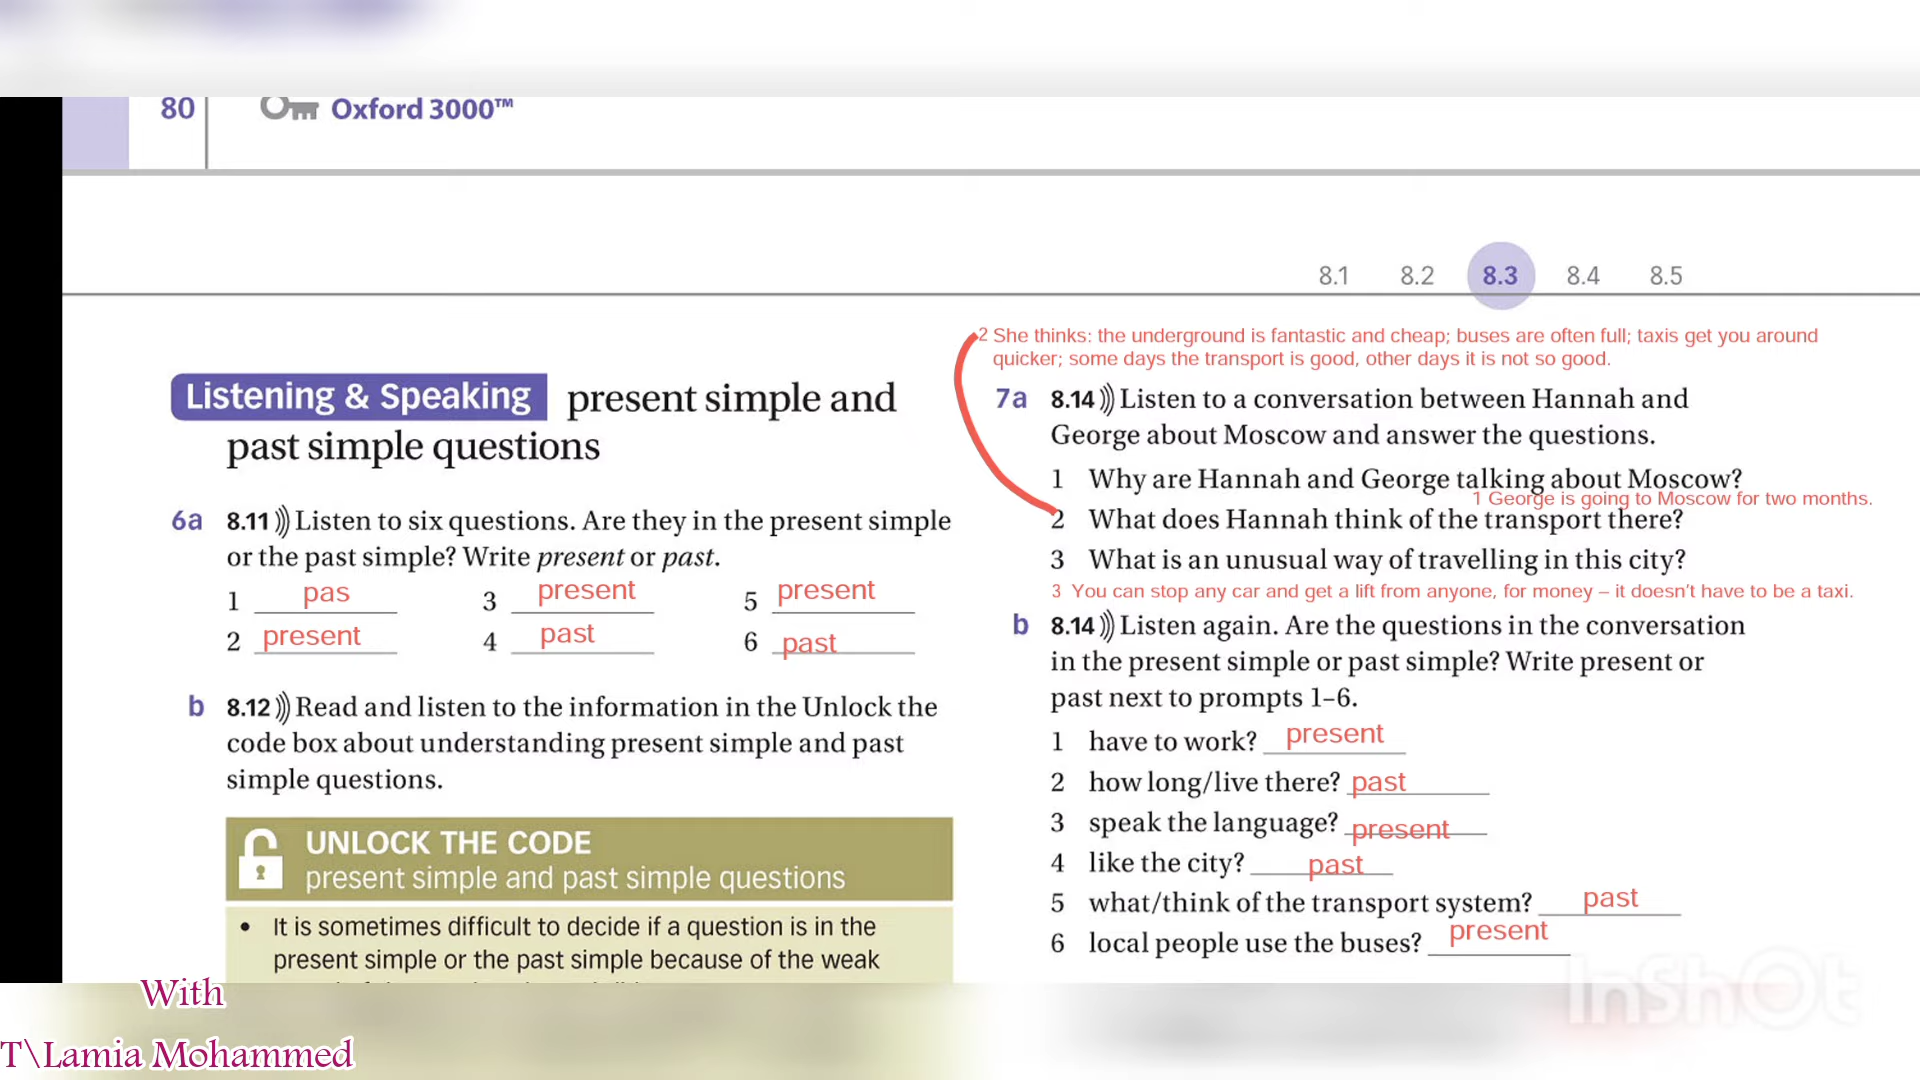 80 Oxford 3000™
8.1 8.2 8.3 8.4 8.5
Listening & Speaking present simple and
past simple questions
6a 8.11 Listen to six questions. Are they in the present simple
or the past simple? Write present or past.
1 pas 3 present 5 present
2 present 4 past 6 past
b 8.12 Read and listen to the information in the Unlock the
code box about understanding present simple and past
simple questions.
UNLOCK THE CODE
present simple and past simple questions
• It is sometimes difficult to decide if a question is in the
present simple or the past simple because of the weak
2 She thinks: the underground is fantastic and cheap; buses are often full; taxis get you around
quicker; some days the transport is good, other days it is not so good.
7a 8.14 Listen to a conversation between Hannah and
George about Moscow and answer the questions.
1 Why are Hannah and George talking about Moscow?
1 George is going to Moscow for two months.
2 What does Hannah think of the transport there?
3 What is an unusual way of travelling in this city?
3 You can stop any car and get a lift from anyone, for money – it doesn't have to be a taxi.
b 8.14 Listen again. Are the questions in the conversation
in the present simple or past simple? Write present or
past next to prompts 1–6.
1 have to work? present
2 how long/live there? past
3 speak the language? present
4 like the city? past
5 what/think of the transport system? past
6 local people use the buses? present
With
T\Lamia Mohammed
InShOt